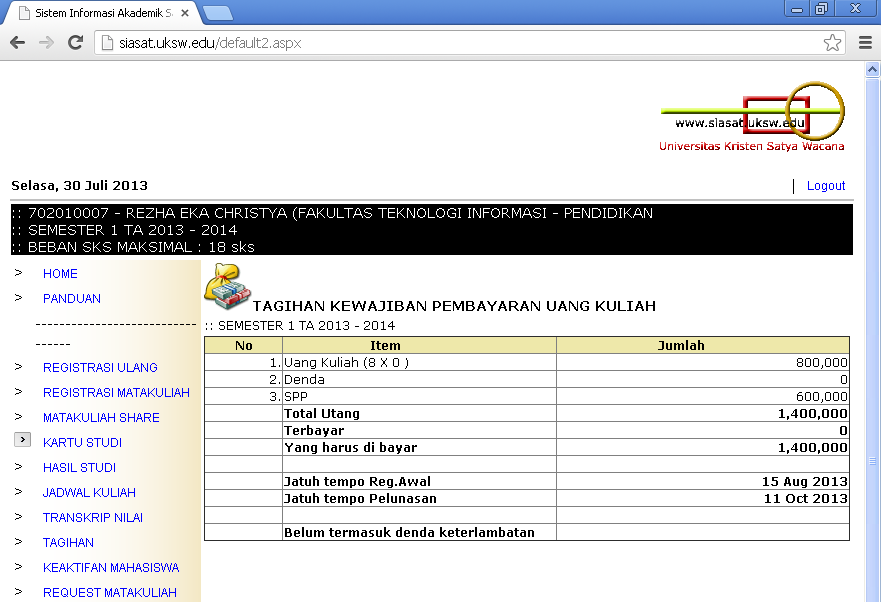 Sistem Informasi Akademik S
siasat.uksw.edu/default2.aspx
www.siasat.uksw.edu
Universitas Kristen Satya Wacana
Selasa, 30 Juli 2013 | Logout
:: 702010007 - REZHA EKA CHRISTYA (FAKULTAS TEKNOLOGI INFORMASI - PENDIDIKAN
:: SEMESTER 1 TA 2013 - 2014
:: BEBAN SKS MAKSIMAL : 18 sks
> HOME
> PANDUAN
---------------------------
------
> REGISTRASI ULANG
> REGISTRASI MATAKULIAH
> MATAKULIAH SHARE
> KARTU STUDI
> HASIL STUDI
> JADWAL KULIAH
> TRANSKRIP NILAI
> TAGIHAN
> KEAKTIFAN MAHASISWA
> REQUEST MATAKULIAH
TAGIHAN KEWAJIBAN PEMBAYARAN UANG KULIAH
:: SEMESTER 1 TA 2013 - 2014
No Item Jumlah
1. Uang Kuliah (8 X 0 ) 800,000
2. Denda 0
3. SPP 600,000
Total Utang 1,400,000
Terbayar 0
Yang harus di bayar 1,400,000
Jatuh tempo Reg.Awal 15 Aug 2013
Jatuh tempo Pelunasan 11 Oct 2013
Belum termasuk denda keterlambatan